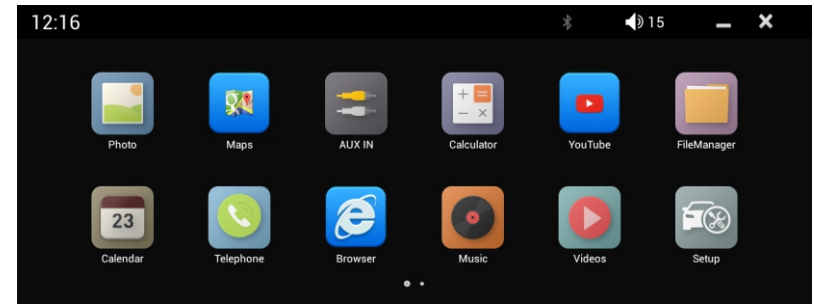 12:16 15
Photo Maps AUX IN Calculator YouTube FileManager
23
Calendar Telephone Browser Music Videos Setup